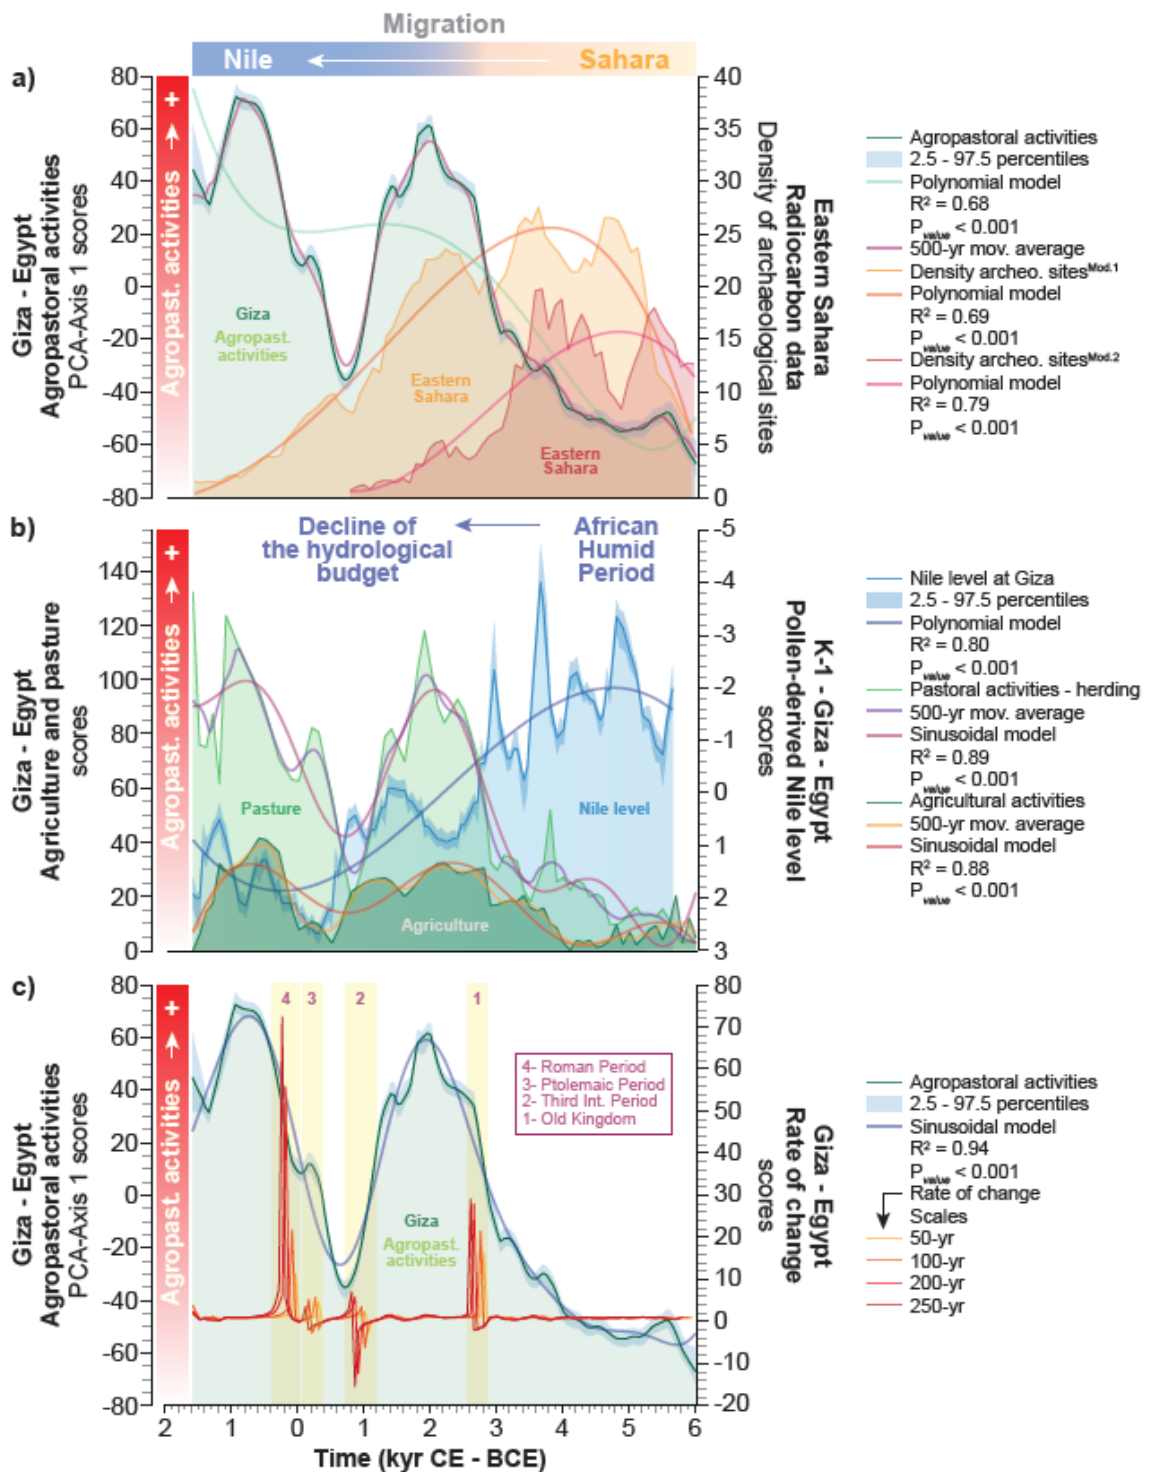 Migration
Nile
Sahara
a)
Giza - Egypt
Agropastoral activities
PCA-Axis 1 scores
80
60
40
20
0
-20
-40
-60
-80
+
Agropast. activities
Giza
Agropast.
activities
Eastern
Sahara
Eastern
Sahara
40
35
30
25
20
15
10
5
0
Density of archaeological sites
Radiocarbon data
Eastern Sahara
Agropastoral activities
2.5 - 97.5 percentiles
Polynomial model
R² = 0.68
Pvalue < 0.001
500-yr mov. average
Density archeo. sitesMod.1
Polynomial model
R² = 0.69
Pvalue < 0.001
Density archeo. sitesMod.2
Polynomial model
R² = 0.79
Pvalue < 0.001
b)
Decline of
the hydrological
budget
African
Humid
Period
Giza - Egypt
Agriculture and pasture
scores
140
120
100
80
60
40
20
0
+
Agropast. activities
Pasture
Nile level
Agriculture
-5
-4
-3
-2
-1
0
1
2
3
scores
Pollen-derived Nile level
K-1 - Giza - Egypt
Nile level at Giza
2.5 - 97.5 percentiles
Polynomial model
R² = 0.80
Pvalue < 0.001
Pastoral activities - herding
500-yr mov. average
Sinusoidal model
R² = 0.89
Pvalue < 0.001
Agricultural activities
500-yr mov. average
Sinusoidal model
R² = 0.88
Pvalue < 0.001
c)
Giza - Egypt
Agropastoral activities
PCA-Axis 1 scores
80
60
40
20
0
-20
-40
-60
-80
+
Agropast. activities
4
3
2
1
4- Roman Period
3- Ptolemaic Period
2- Third Int. Period
1- Old Kingdom
Giza
Agropast.
activities
80
70
60
50
40
30
20
10
0
-10
-20
scores
Rate of change
Giza - Egypt
Agropastoral activities
2.5 - 97.5 percentiles
Sinusoidal model
R² = 0.94
Pvalue < 0.001
Rate of change
Scales
50-yr
100-yr
200-yr
250-yr
2 1 0 1 2 3 4 5 6
Time (kyr CE - BCE)